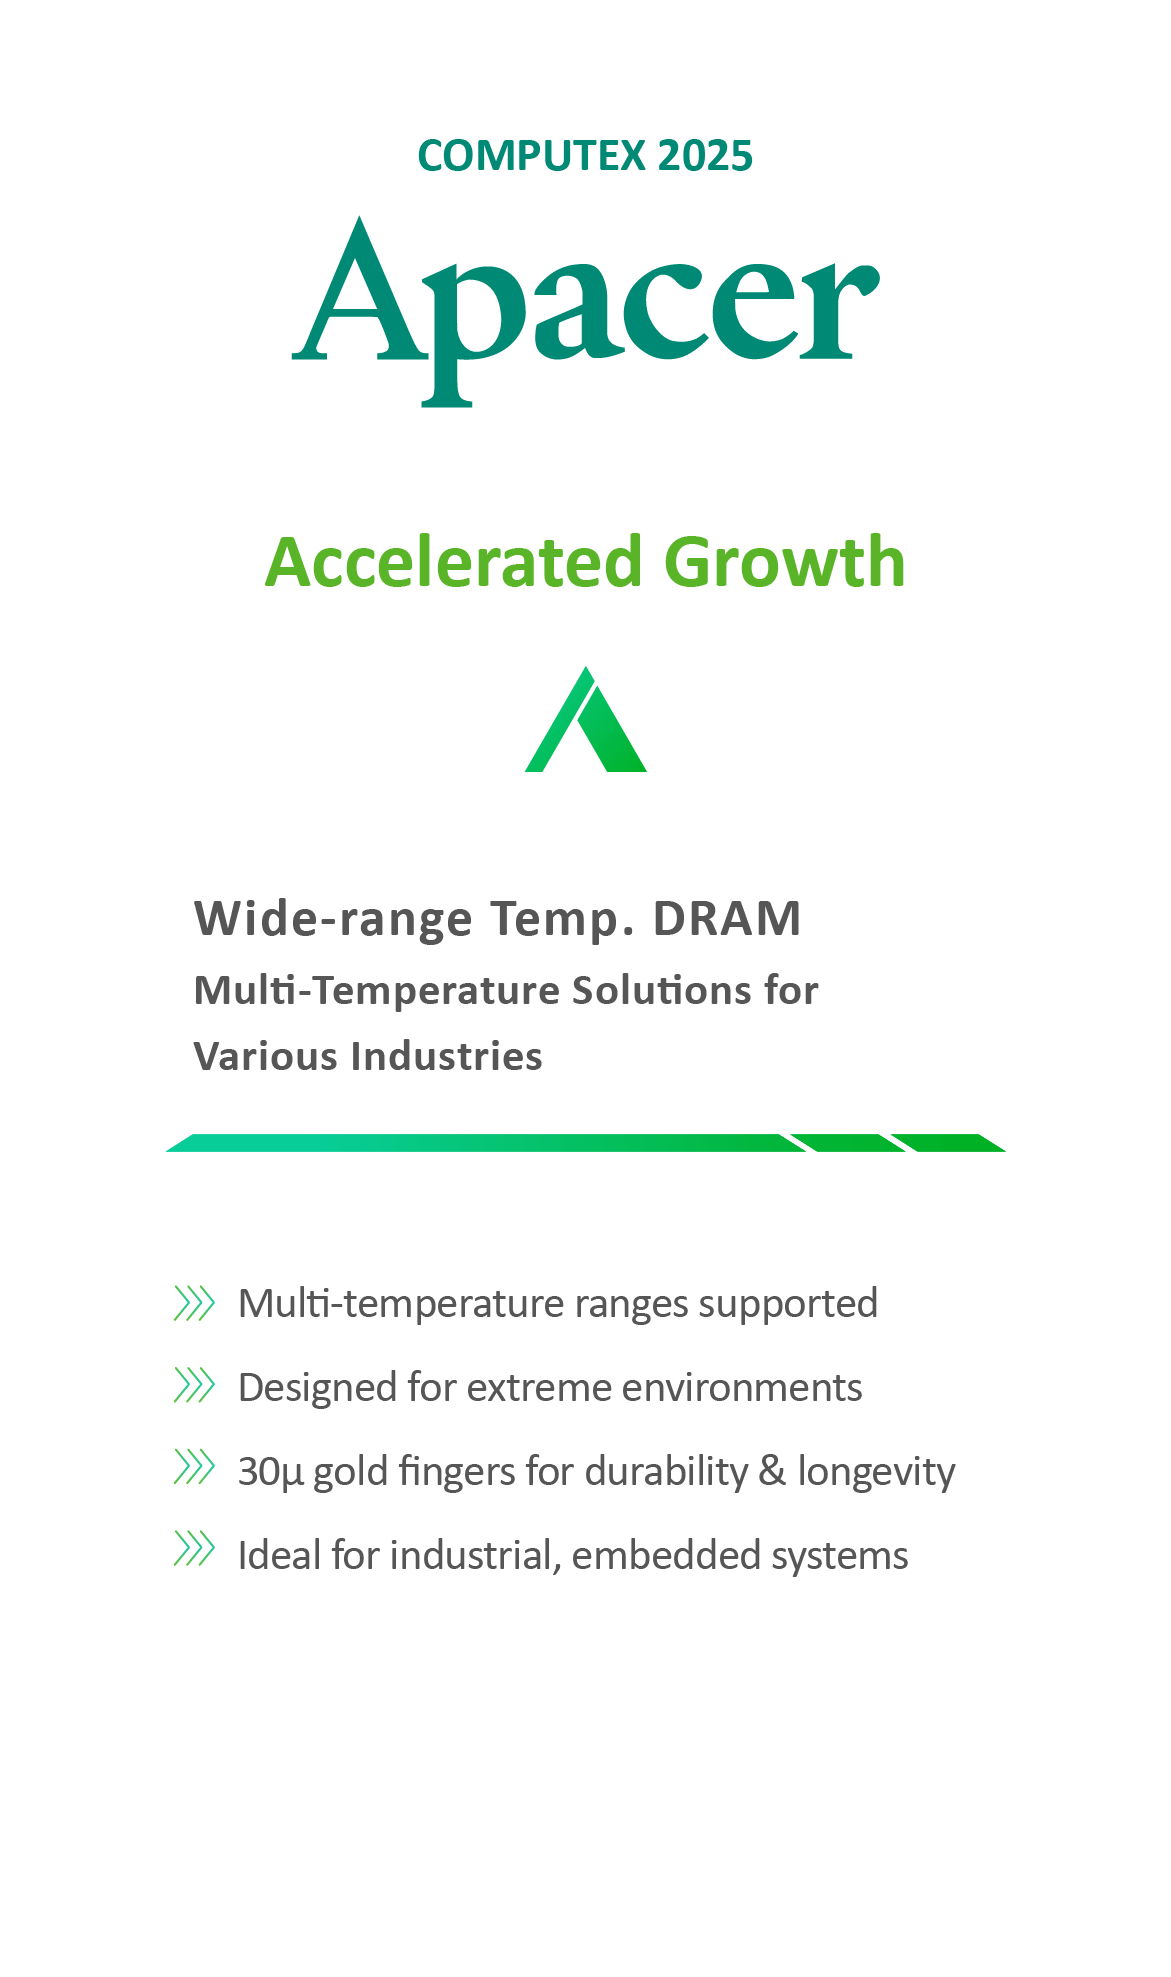 COMPUTEX 2025
Apacer
Accelerated Growth
Wide-range Temp. DRAM
Multi-Temperature Solutions for
Various Industries
Multi-temperature ranges supported
Designed for extreme environments
30µ gold fingers for durability & longevity
Ideal for industrial, embedded systems